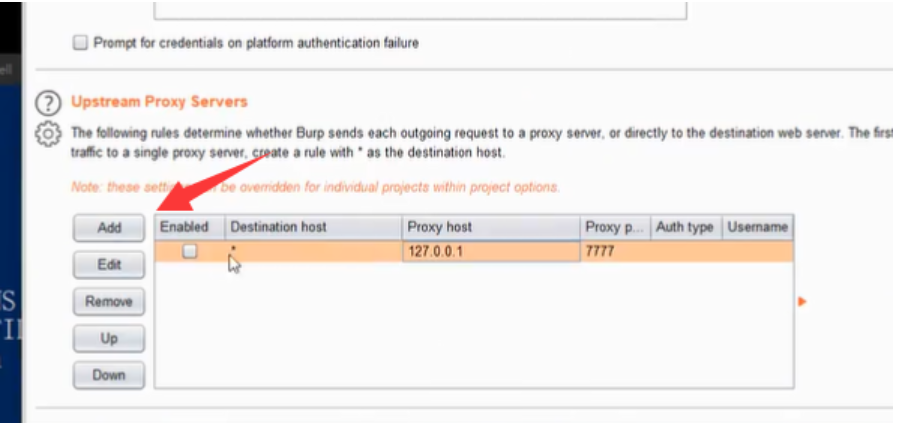 ell
Prompt for credentials on platform authentication failure
Upstream Proxy Servers
The following rules determine whether Burp sends each outgoing request to a proxy server, or directly to the destination web server. The first
traffic to a single proxy server, create a rule with * as the destination host.
Note: these be overridden for individual projects within project options.
Add
Enabled Destination host Proxy host Proxy p... Auth type Username
* 127.0.0.1 7777
Edit
Remove
Up
Down